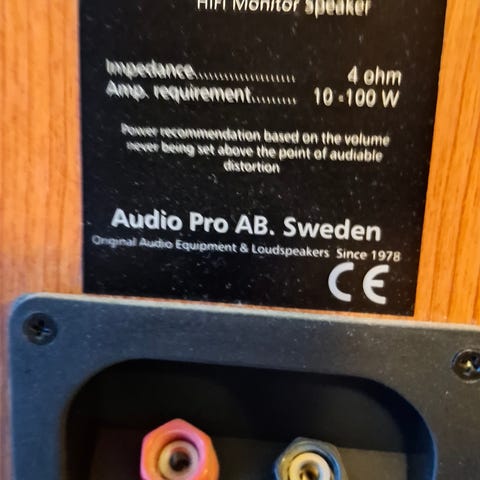 HiFi Monitor Speaker
Impedance.................... 4 ohm
Amp. requirement......... 10-100 W
Power recommendation based on the volume
never being set above the point of audiable
distortion
Audio Pro AB. Sweden
Original Audio Equipment & Loudspeakers Since 1978
CE